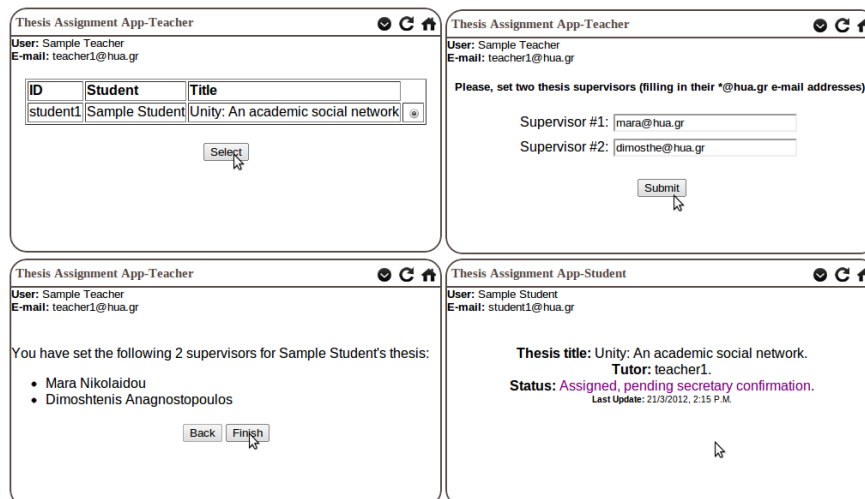 Thesis Assignment App-Teacher
User: Sample Teacher
E-mail: teacher1@hua.gr
ID Student Title
student1 Sample Student Unity: An academic social network
Select
Thesis Assignment App-Teacher
User: Sample Teacher
E-mail: teacher1@hua.gr
Please, set two thesis supervisors (filling in their *@hua.gr e-mail addresses)
Supervisor #1: mara@hua.gr
Supervisor #2: dimosthe@hua.gr
Submit
Thesis Assignment App-Teacher
User: Sample Teacher
E-mail: teacher1@hua.gr
You have set the following 2 supervisors for Sample Student's thesis:
• Mara Nikolaidou
• Dimoshtenis Anagnostopoulos
Back Finish
Thesis Assignment App-Student
User: Sample Student
E-mail: student1@hua.gr
Thesis title: Unity: An academic social network.
Tutor: teacher1.
Status: Assigned, pending secretary confirmation.
Last Update: 21/3/2012, 2:15 P.M.